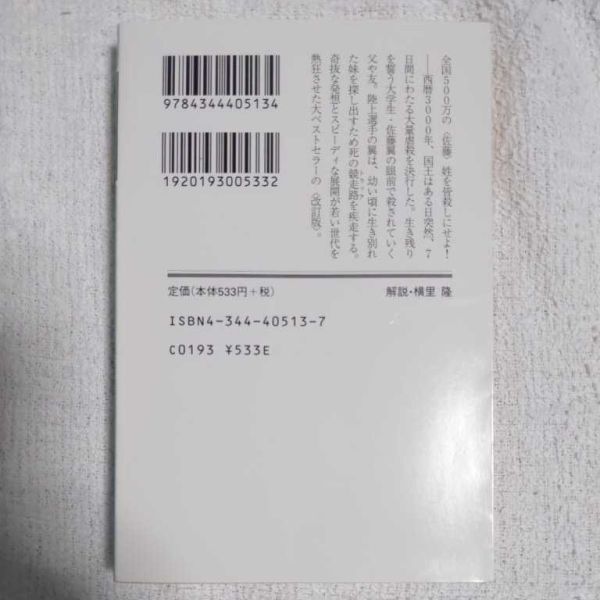 9784344405134
1920193005332
全国500万の〈佐藤〉姓を皆殺しにせよ!
――西暦3000年、国王はある日突然、7
日間にわたる大量虐殺を決行した。生き残り
を誓う大学生・佐藤翼の眼前で殺されていく
父や友。陸上選手の翼は、幼い頃に生き別れ
た妹を探し出すため死の競走路を疾走する。
奇抜な発想とスピーディな展開が若い世代を
熱狂させた大ベストセラーの〈改訂版〉。
定価(本体533円+税)
解説・横里 隆
ISBN4-344-40513-7
C0193 ¥533E